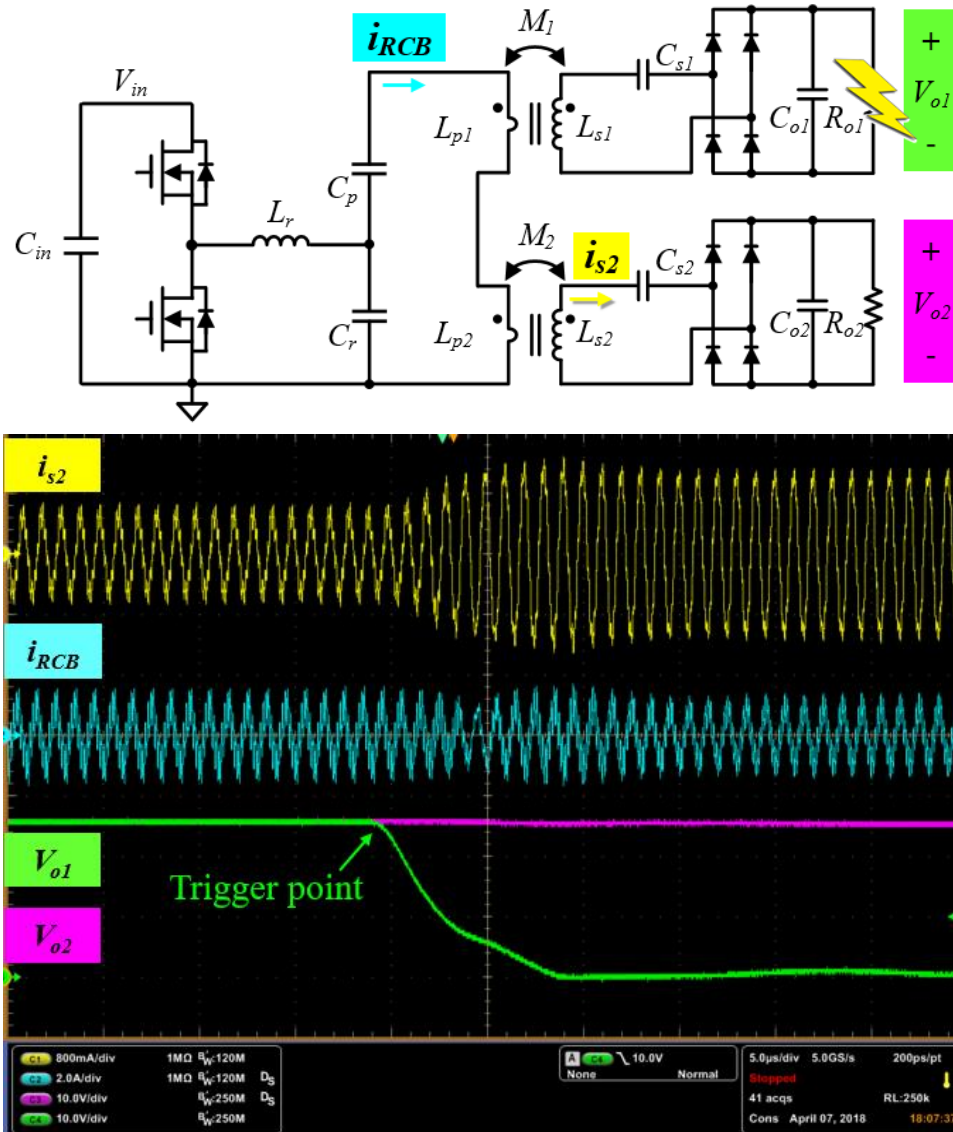 i_RCB
M_1
C_s1
V_in
+
V_o1
-
L_p1
L_s1
C_o1
R_o1
C_p
L_r
C_in
M_2
i_s2
C_s2
+
V_o2
-
C_r
L_p2
L_s2
C_o2
R_o2
i_s2
i_RCB
V_o1
Trigger point
V_o2
C1 800mA/div 1MΩ B_W:120M
C2 2.0A/div 1MΩ B_W:120M D_S
C3 10.0V/div B_W:250M D_S
C4 10.0V/div B_W:250M
A C4 10.0V
None Normal
5.0µs/div 5.0GS/s 200ps/pt
Stopped
41 acqs RL:250k
Cons April 07, 2018 18:07:37